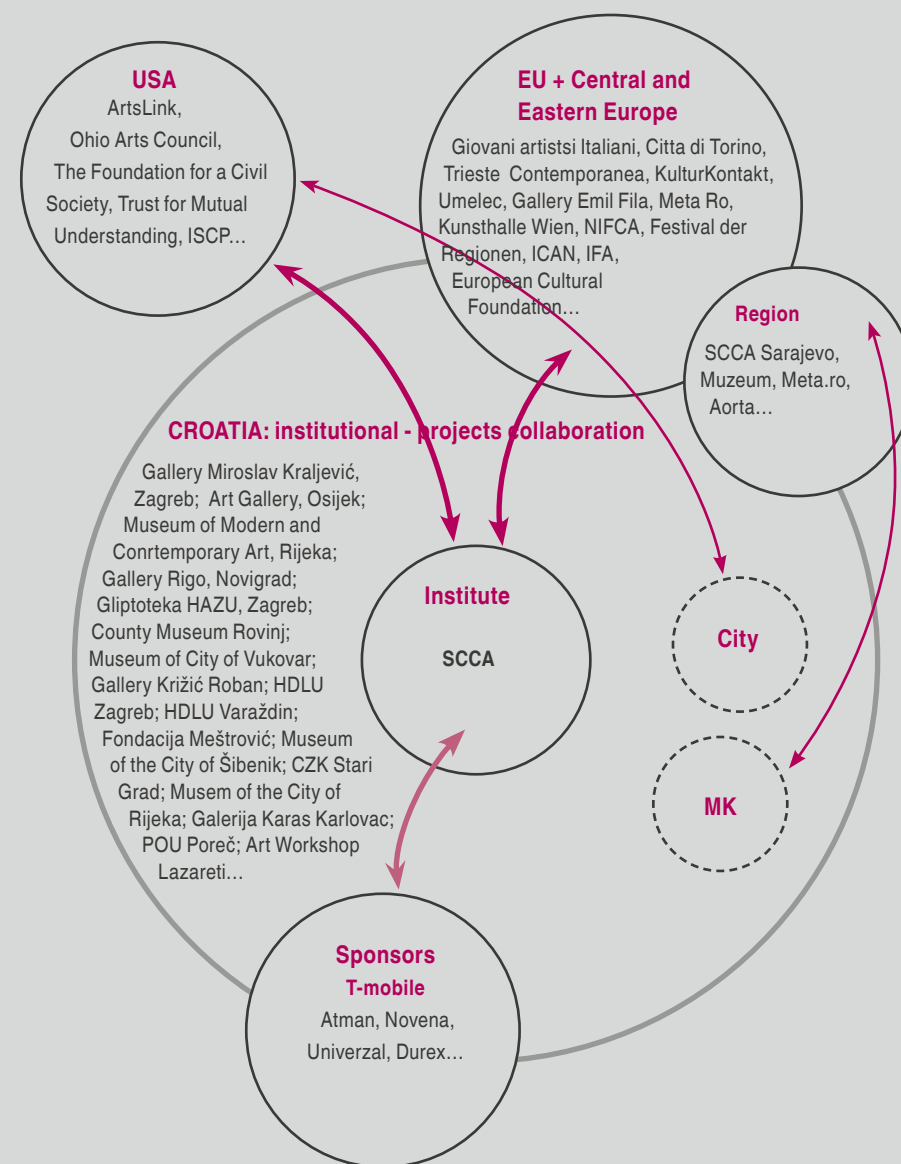 USA
ArtsLink,
Ohio Arts Council,
The Foundation for a Civil
Society, Trust for Mutual
Understanding, ISCP…
EU + Central and
Eastern Europe
Giovani artistsi Italiani, Citta di Torino,
Trieste Contemporanea, KulturKontakt,
Umelec, Gallery Emil Fila, Meta Ro,
Kunsthalle Wien, NIFCA, Festival der
Regionen, ICAN, IFA,
European Cultural
Foundation…
Region
SCCA Sarajevo,
Muzeum, Meta.ro,
Aorta…
CROATIA: institutional - projects collaboration
Gallery Miroslav Kraljević,
Zagreb; Art Gallery, Osijek;
Museum of Modern and
Conrtemporary Art, Rijeka;
Gallery Rigo, Novigrad;
Gliptoteka HAZU, Zagreb;
County Museum Rovinj;
Museum of City of Vukovar;
Gallery Križić Roban; HDLU
Zagreb; HDLU Varaždin;
Fondacija Meštrović; Museum
of the City of Šibenik; CZK Stari
Grad; Musem of the City of
Rijeka; Galerija Karas Karlovac;
POU Poreč; Art Workshop
Lazareti…
Institute
SCCA
City
MK
Sponsors
T-mobile
Atman, Novena,
Univerzal, Durex…